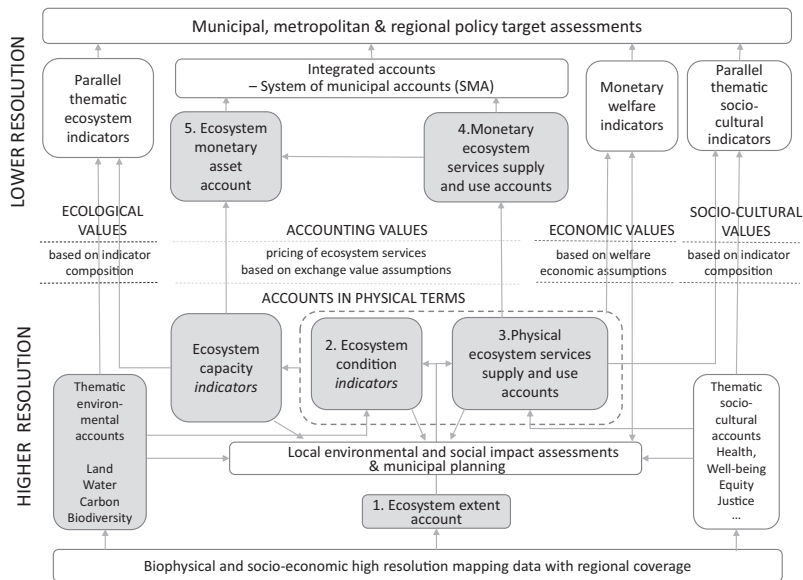 Municipal, metropolitan & regional policy target assessments
LOWER RESOLUTION
Parallel
thematic
ecosystem
indicators
Integrated accounts
– System of municipal accounts (SMA)
Monetary
welfare
indicators
Parallel
thematic
socio-
cultural
indicators
5. Ecosystem
monetary
asset
account
4.Monetary
ecosystem
services supply
and use accounts
ECOLOGICAL
VALUES
ACCOUNTING VALUES
ECONOMIC VALUES
SOCIO-CULTURAL
VALUES
based on indicator
composition
pricing of ecosystem services
based on exchange value assumptions
based on welfare
economic assumptions
based on indicator
composition
ACCOUNTS IN PHYSICAL TERMS
HIGHER RESOLUTION
Ecosystem
capacity
indicators
2. Ecosystem
condition
indicators
3.Physical
ecosystem services
supply and use
accounts
Thematic
environ-
mental
accounts
Land
Water
Carbon
Biodiversity
Thematic
socio-
cultural
accounts
Health,
Well-being
Equity
Justice
...
Local environmental and social impact assessments
& municipal planning
1. Ecosystem extent
account
Biophysical and socio-economic high resolution mapping data with regional coverage